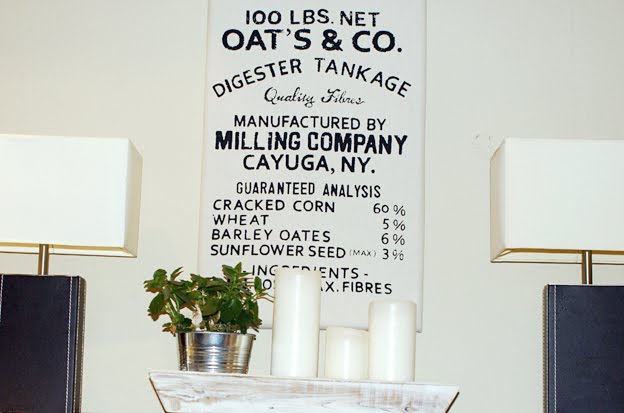 100 LBS. NET
OAT'S & CO.
DIGESTER TANKAGE
Quality Fibres
MANUFACTURED BY
MILLING COMPANY
CAYUGA, NY.
GUARANTEED ANALYSIS
CRACKED CORN 60 %
WHEAT 5 %
BARLEY OATES 6 %
SUNFLOWER SEED (MAX) 3 %
INGREDIENTS -
FIBRES